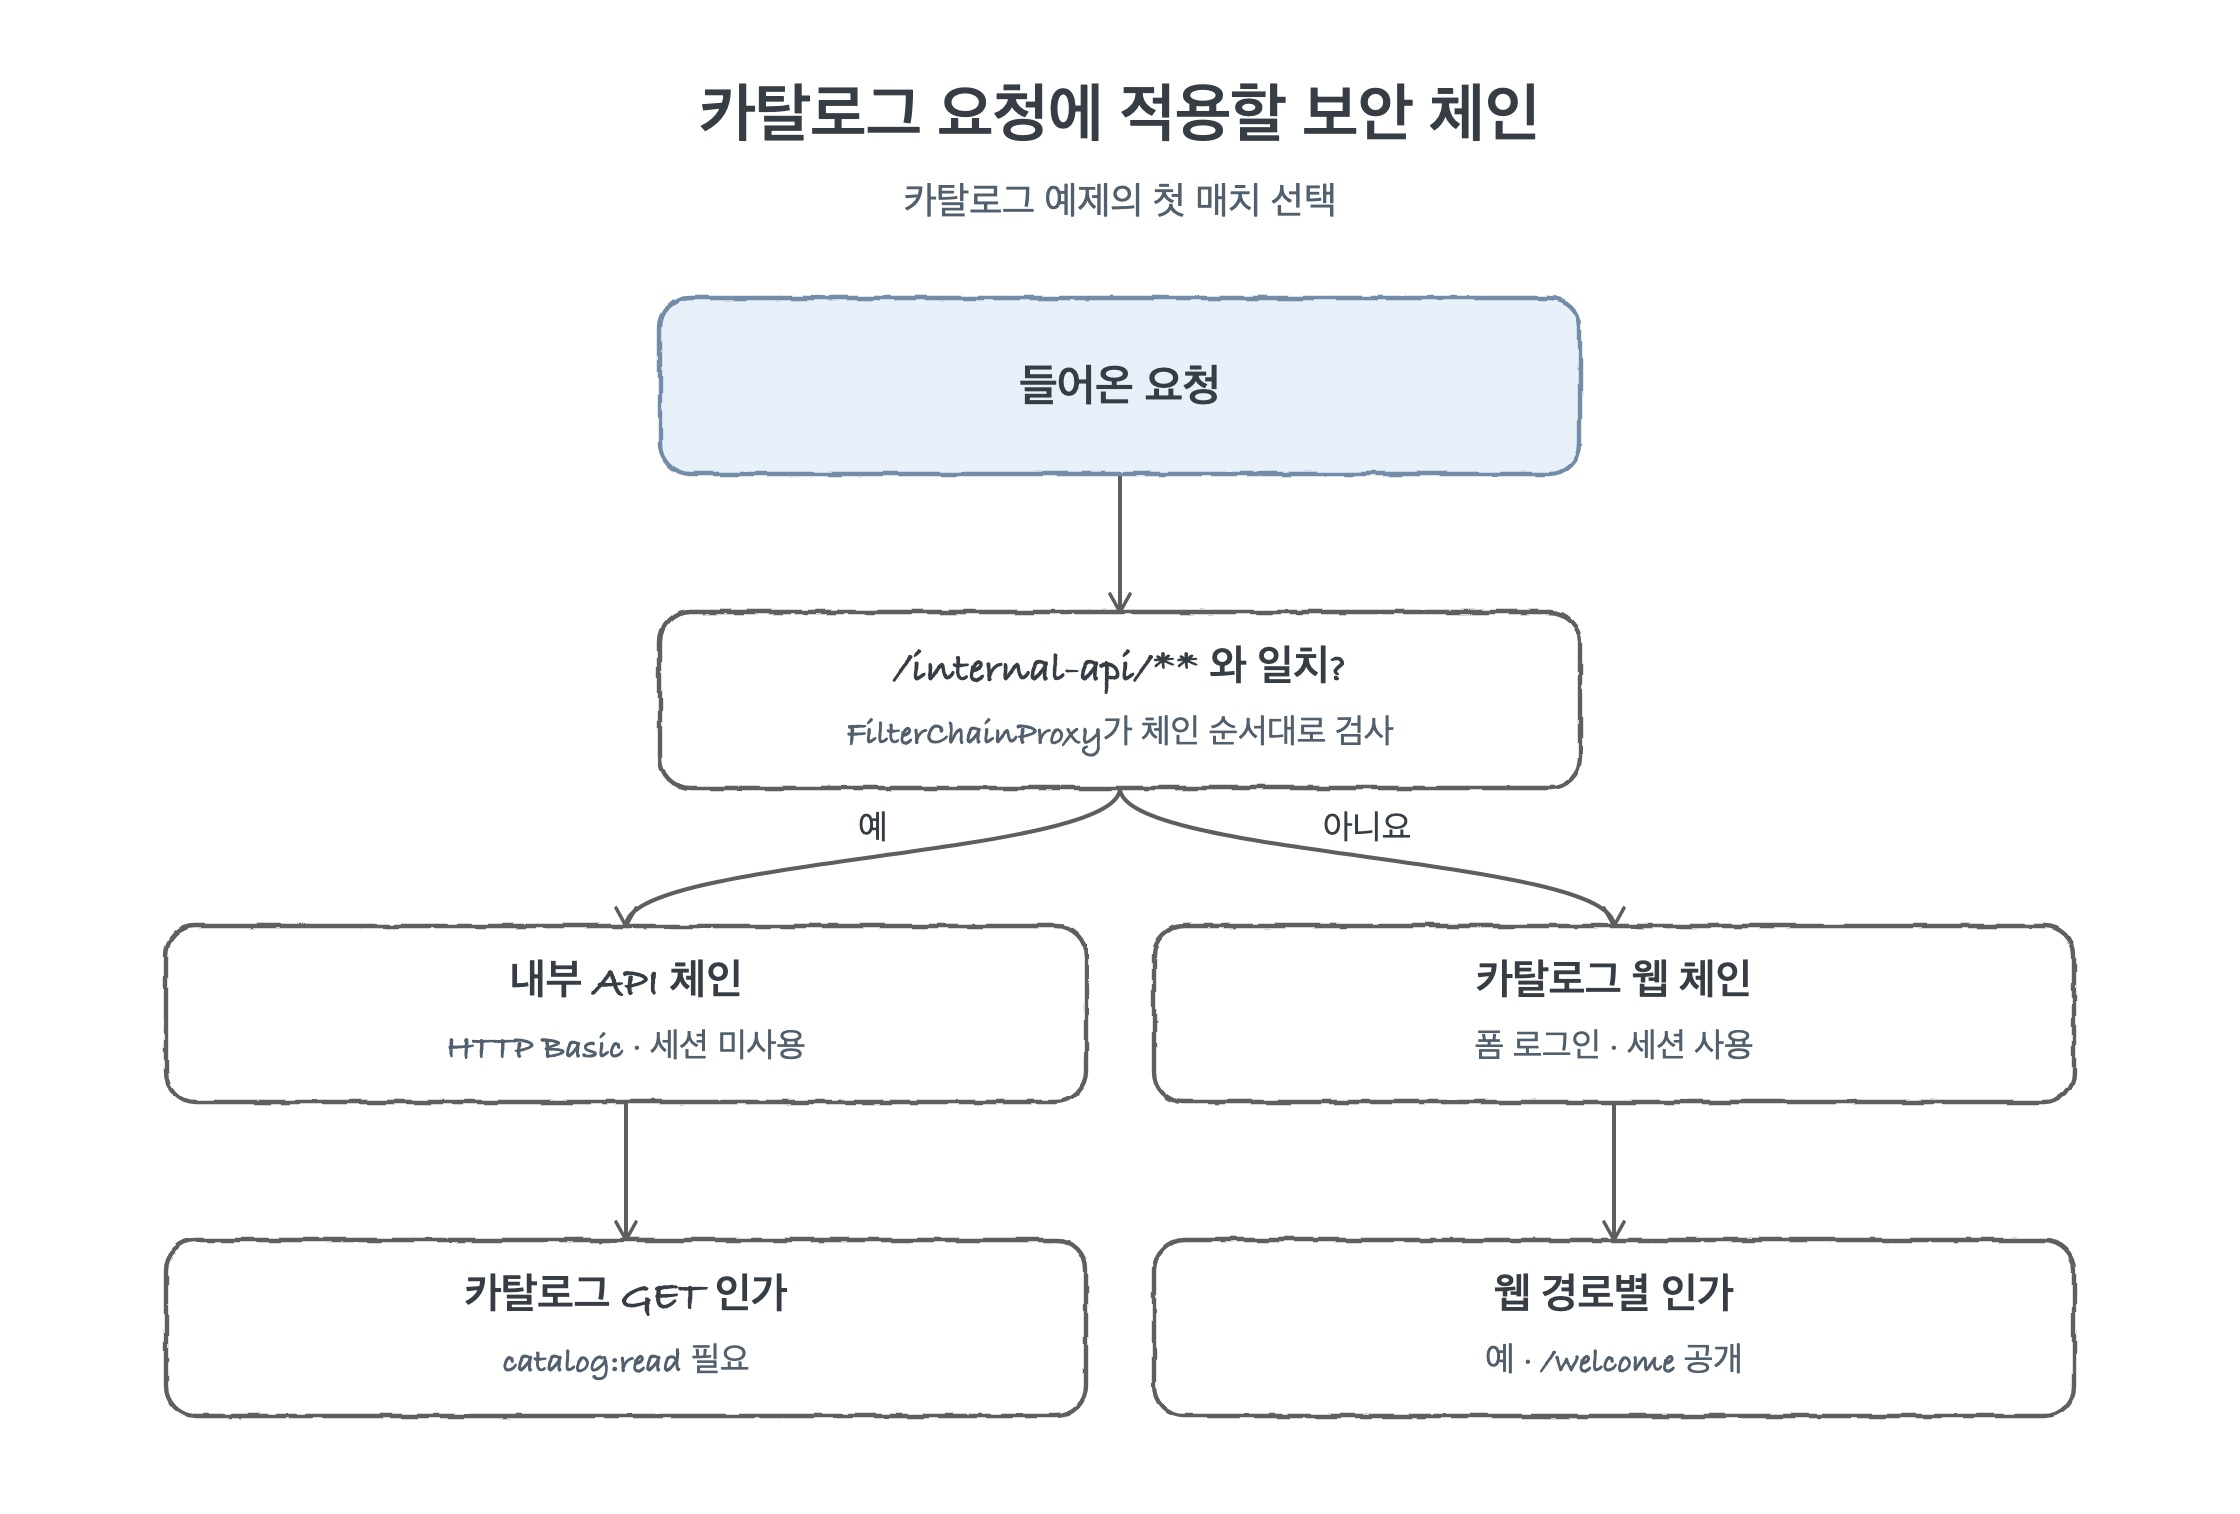 카탈로그 요청에 적용할 보안 체인
카탈로그 예제의 첫 매치 선택
들어온 요청
/internal-api/** 와 일치?
FilterChainProxy가 체인 순서대로 검사
예
아니요
내부 API 체인
HTTP Basic · 세션 미사용
카탈로그 웹 체인
폼 로그인 · 세션 사용
카탈로그 GET 인가
catalog:read 필요
웹 경로별 인가
예 · /welcome 공개